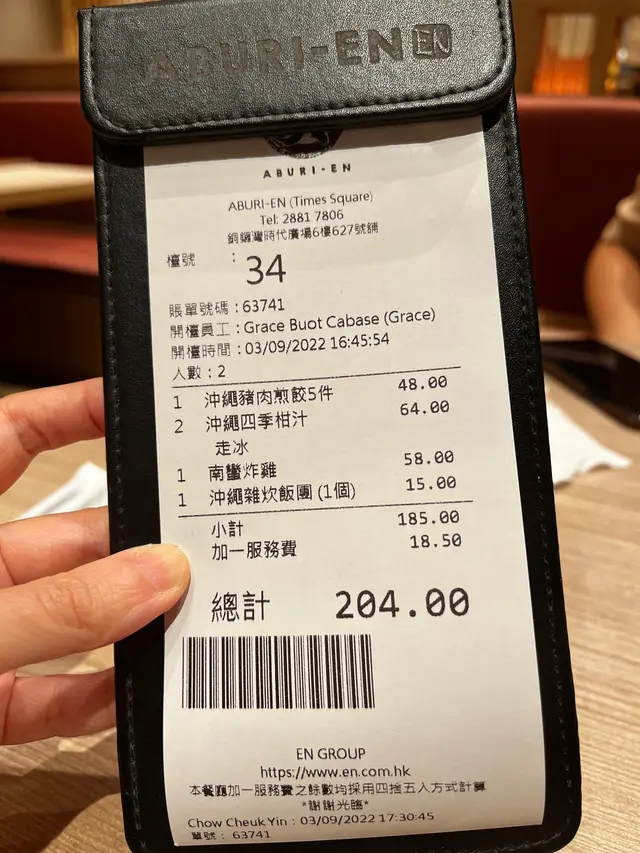 ABURI-EN EN
ABURI-EN
ABURI-EN (Times Square)
Tel: 2881 7806
銅鑼灣時代廣場6樓627號舖
檯號 : 34
賬單號碼 : 63741
開檯員工 : Grace Buot Cabase (Grace)
開檯時間 : 03/09/2022 16:45:54
人數 : 2
1 沖繩豬肉煎餃5件 48.00
2 沖繩四季柑汁 64.00
走冰
1 南蠻炸雞 58.00
1 沖繩雜炊飯團 (1個) 15.00
小計 185.00
加一服務費 18.50
總計 204.00
EN GROUP
https://www.en.com.hk
本餐廳加一服務費之餘數均採用四捨五入方式計算
*謝謝光臨*
Chow Cheuk Yin : 03/09/2022 17:30:45
單號 : 63741